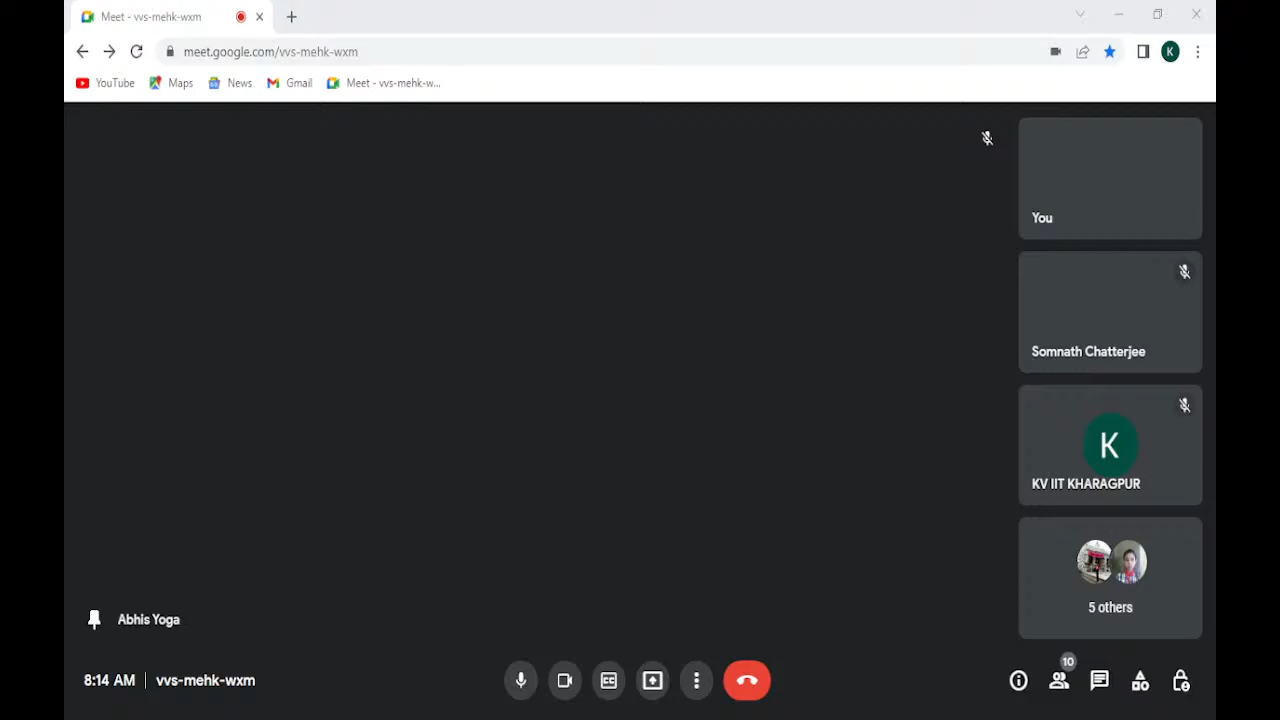 Meet - vvs-mehk-wxm
meet.google.com/vvs-mehk-wxm
K
YouTube
Maps
News
Gmail
Meet - vvs-mehk-w...
You
Somnath Chatterjee
K
KV IIT KHARAGPUR
5 others
Abhis Yoga
8:14 AM
vvs-mehk-wxm
CC
10